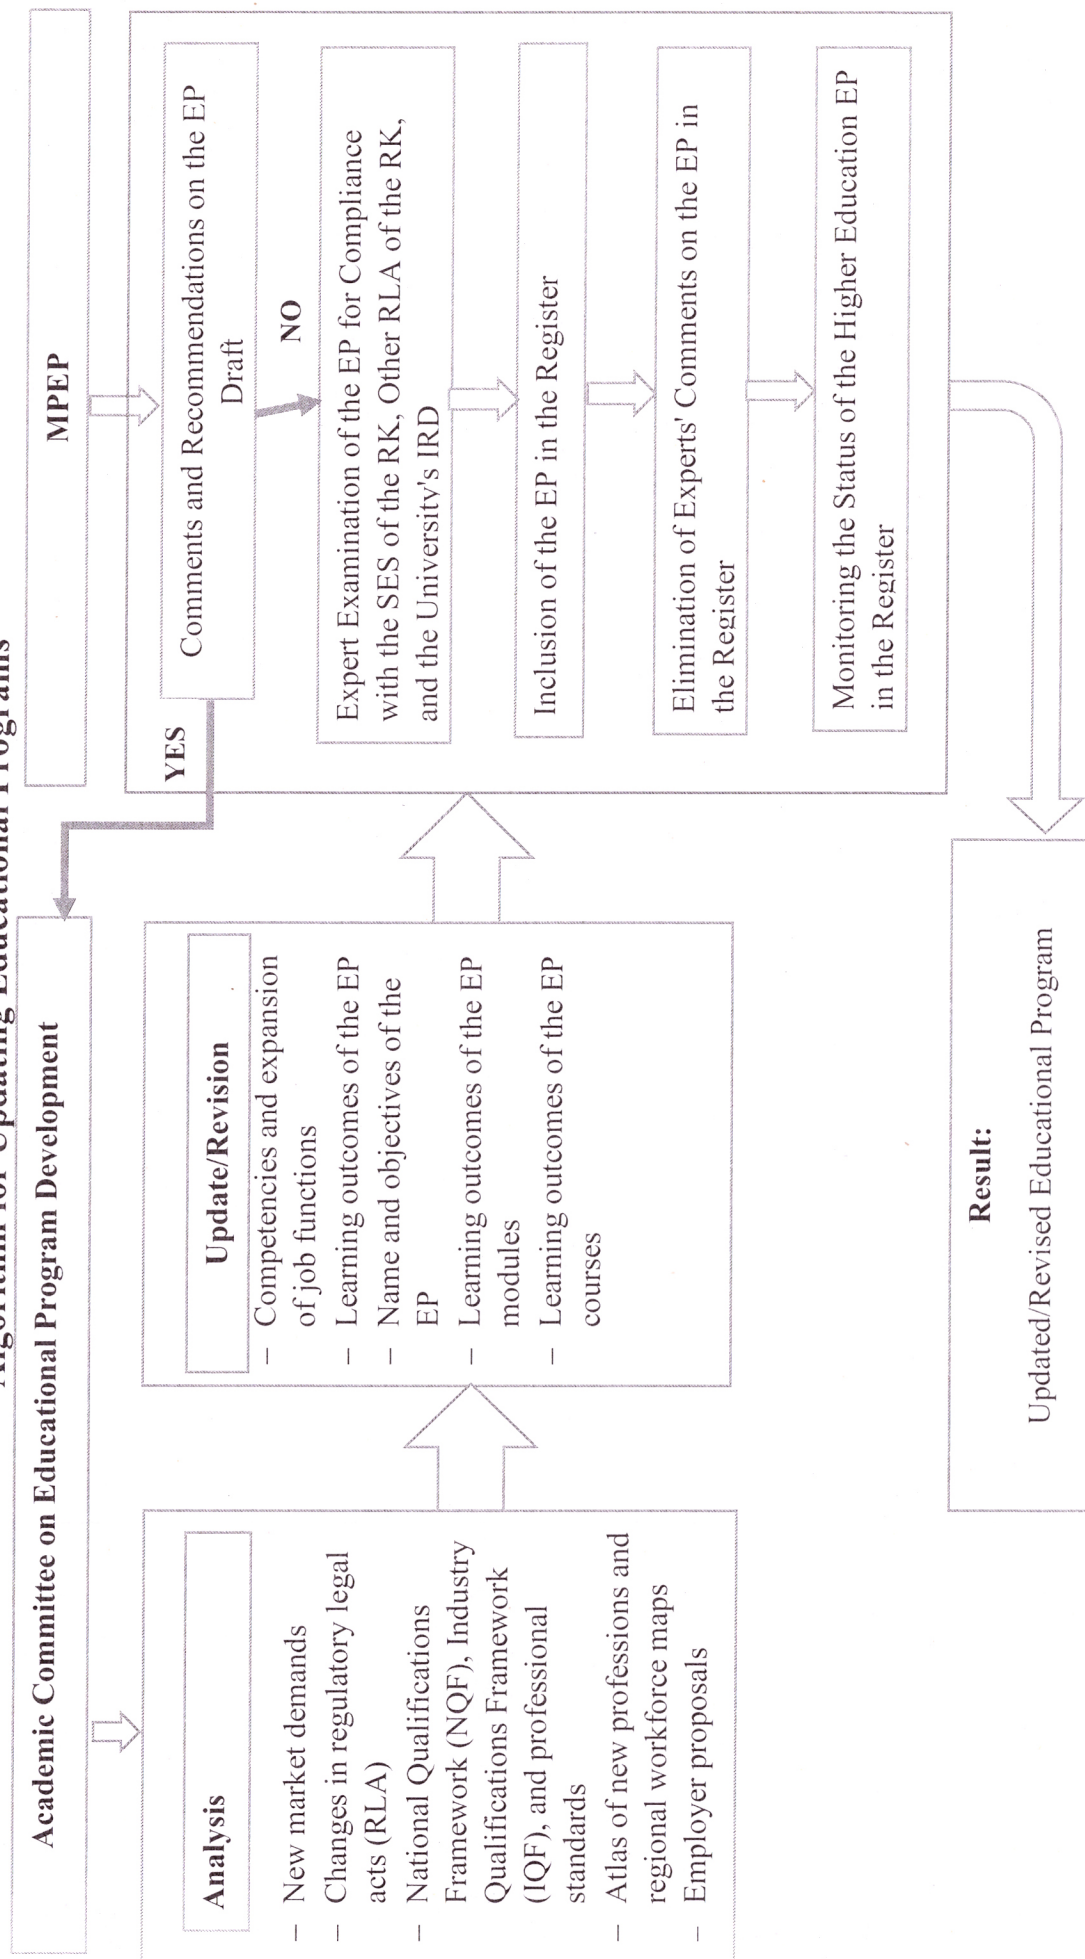 Algorithm for Updating Educational Programs
Academic Committee on Educational Program Development
Analysis
– New market demands
– Changes in regulatory legal
acts (RLA)
– National Qualifications
Framework (NQF), Industry
Qualifications Framework
(IQF), and professional
standards
– Atlas of new professions and
regional workforce maps
– Employer proposals
Update/Revision
– Competencies and expansion
of job functions
– Learning outcomes of the EP
– Name and objectives of the
EP
– Learning outcomes of the EP
modules
– Learning outcomes of the EP
courses
MPEP
YES
Comments and Recommendations on the EP
Draft
NO
Expert Examination of the EP for Compliance
with the SES of the RK, Other RLA of the RK,
and the University's IRD
Inclusion of the EP in the Register
Elimination of Experts' Comments on the EP in
the Register
Monitoring the Status of the Higher Education EP
in the Register
Result:
Updated/Revised Educational Program